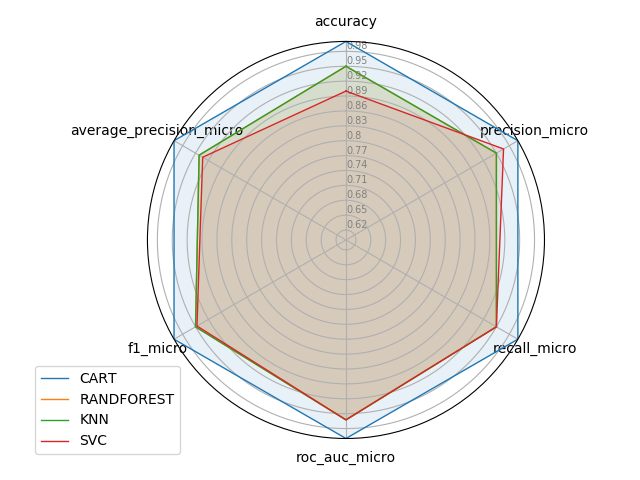 accuracy
0.98
0.95
0.92
0.89
0.86
0.83
0.8
0.77
0.74
0.71
0.68
0.65
0.62
average_precision_micro
precision_micro
f1_micro
recall_micro
roc_auc_micro
CART
RANDFOREST
KNN
SVC